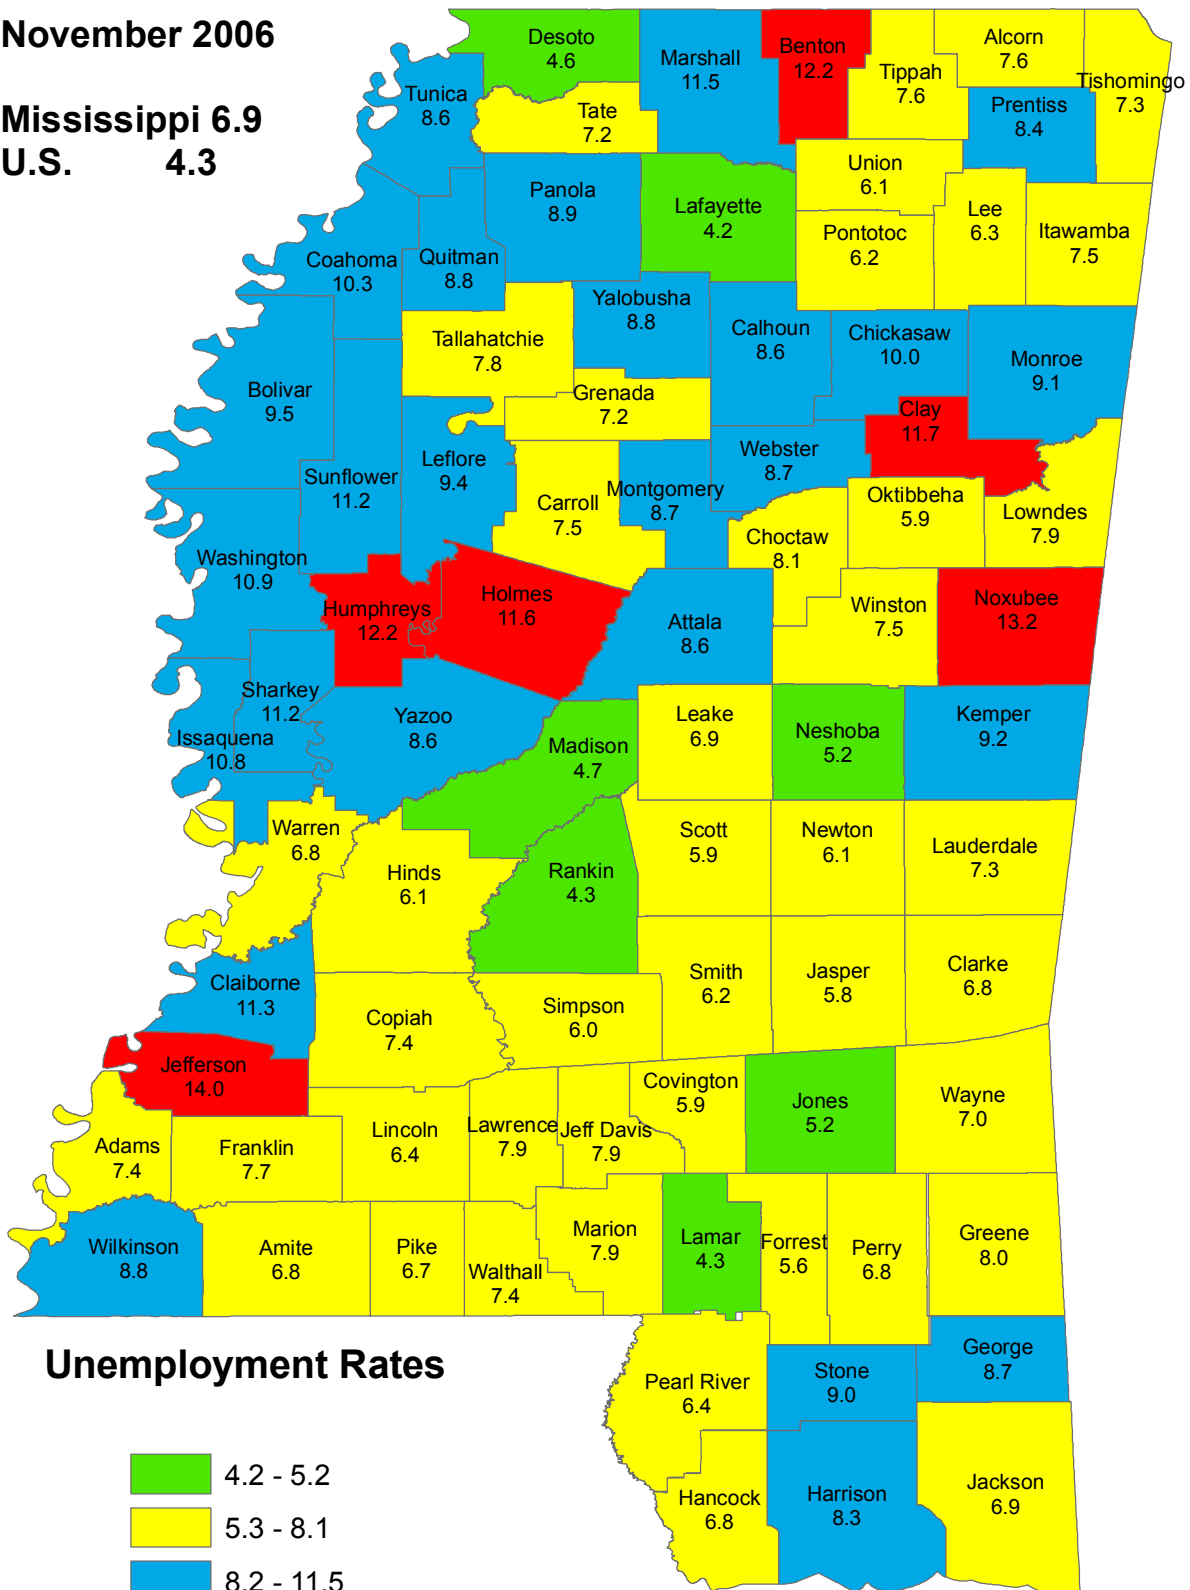 November 2006
Mississippi 6.9
U.S. 4.3
Desoto
4.6
Marshall
11.5
Benton
12.2
Tippah
7.6
Alcorn
7.6
Tishomingo
7.3
Prentiss
8.4
Tunica
8.6
Tate
7.2
Union
6.1
Panola
8.9
Lafayette
4.2
Pontotoc
6.2
Lee
6.3
Itawamba
7.5
Coahoma
10.3
Quitman
8.8
Yalobusha
8.8
Tallahatchie
7.8
Calhoun
8.6
Chickasaw
10.0
Monroe
9.1
Bolivar
9.5
Grenada
7.2
Clay
11.7
Sunflower
11.2
Leflore
9.4
Carroll
7.5
Montgomery
8.7
Webster
8.7
Oktibbeha
5.9
Lowndes
7.9
Choctaw
8.1
Washington
10.9
Humphreys
12.2
Holmes
11.6
Attala
8.6
Winston
7.5
Noxubee
13.2
Sharkey
11.2
Issaquena
10.8
Yazoo
8.6
Madison
4.7
Leake
6.9
Neshoba
5.2
Kemper
9.2
Warren
6.8
Hinds
6.1
Rankin
4.3
Scott
5.9
Newton
6.1
Lauderdale
7.3
Claiborne
11.3
Copiah
7.4
Simpson
6.0
Smith
6.2
Jasper
5.8
Clarke
6.8
Jefferson
14.0
Covington
5.9
Jones
5.2
Wayne
7.0
Adams
7.4
Franklin
7.7
Lincoln
6.4
Lawrence
7.9
Jeff Davis
7.9
Wilkinson
8.8
Amite
6.8
Pike
6.7
Walthall
7.4
Marion
7.9
Lamar
4.3
Forrest
5.6
Perry
6.8
Greene
8.0
Pearl River
6.4
Stone
9.0
George
8.7
Hancock
6.8
Harrison
8.3
Jackson
6.9
Unemployment Rates
4.2 - 5.2
5.3 - 8.1
8.2 - 11.5